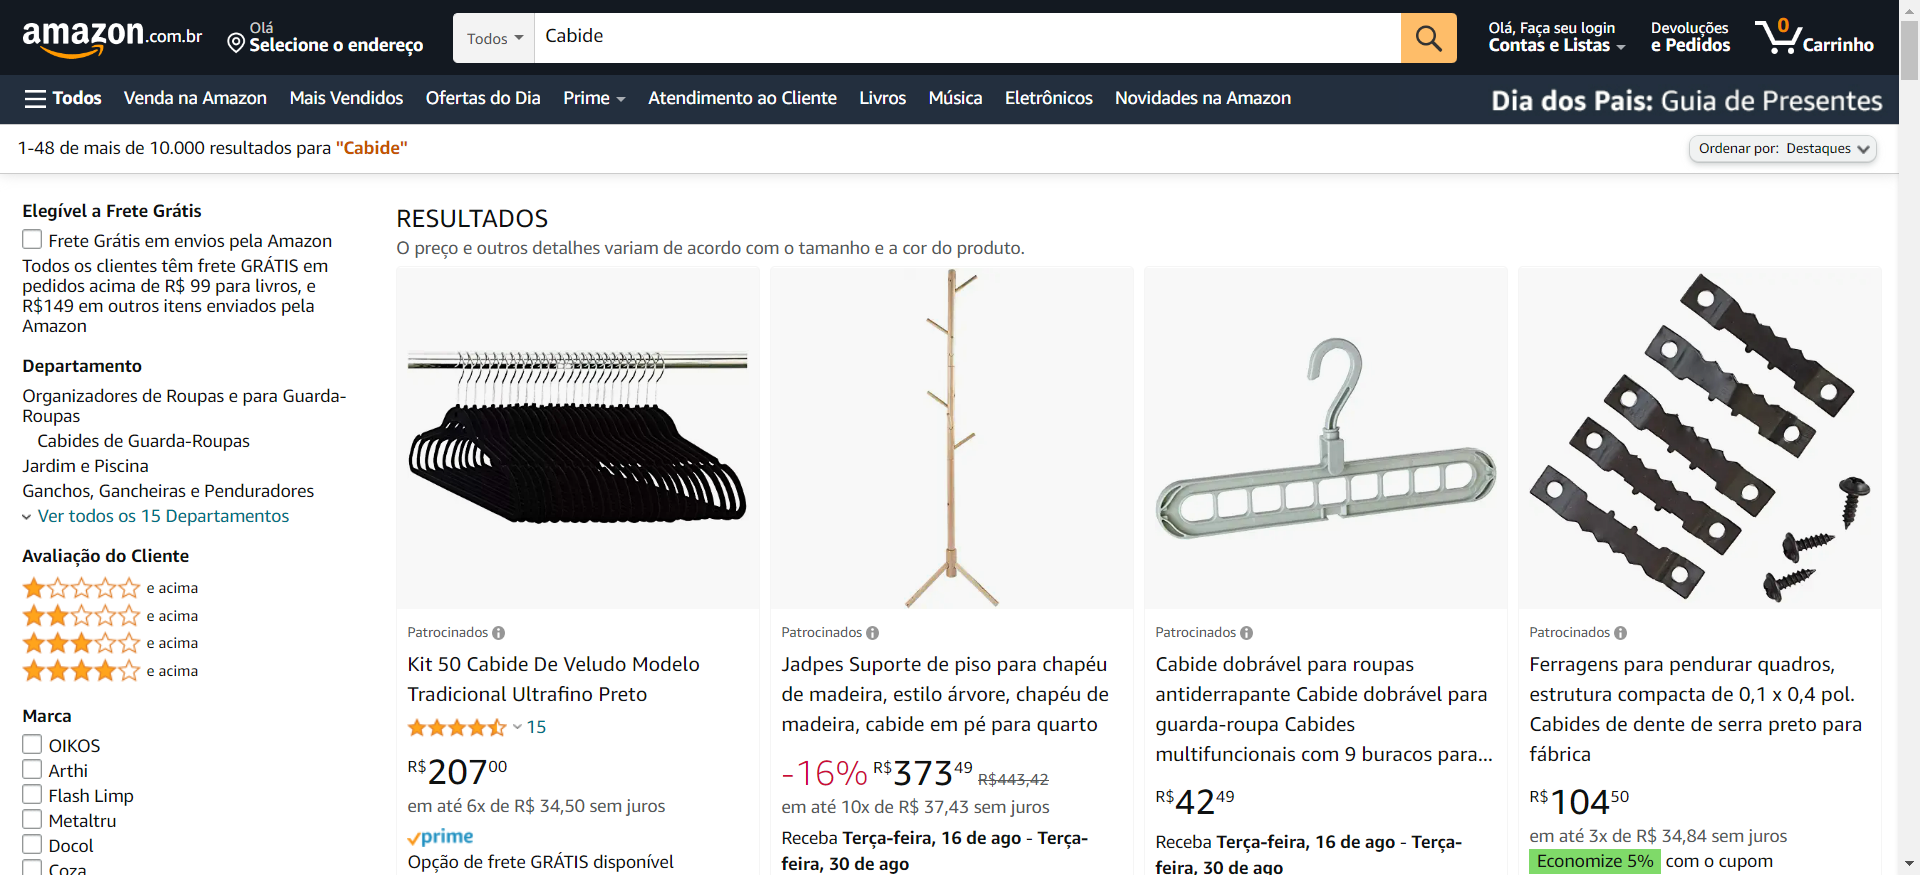 amazon.com.br
Olá
Selecione o endereço
Todos
Cabide
Olá, Faça seu login
Contas e Listas
Devoluções
e Pedidos
0
Carrinho
Todos
Venda na Amazon
Mais Vendidos
Ofertas do Dia
Prime
Atendimento ao Cliente
Livros
Música
Eletrônicos
Novidades na Amazon
Dia dos Pais: Guia de Presentes
1-48 de mais de 10.000 resultados para "Cabide"
Ordenar por: Destaques
Elegível a Frete Grátis
Frete Grátis em envios pela Amazon
Todos os clientes têm frete GRÁTIS em
pedidos acima de R$ 99 para livros, e
R$149 em outros itens enviados pela
Amazon
Departamento
Organizadores de Roupas e para Guarda-
Roupas
Cabides de Guarda-Roupas
Jardim e Piscina
Ganchos, Gancheiras e Penduradores
Ver todos os 15 Departamentos
Avaliação do Cliente
e acima
e acima
e acima
e acima
Marca
OIKOS
Arthi
Flash Limp
Metaltru
Docol
Coza
RESULTADOS
O preço e outros detalhes variam de acordo com o tamanho e a cor do produto.
Patrocinados
Kit 50 Cabide De Veludo Modelo
Tradicional Ultrafino Preto
15
R$20700
em até 6x de R$ 34,50 sem juros
prime
Opção de frete GRÁTIS disponível
Patrocinados
Jadpes Suporte de piso para chapéu
de madeira, estilo árvore, chapéu de
madeira, cabide em pé para quarto
-16% R$37349 R$443,42
em até 10x de R$ 37,43 sem juros
Receba Terça-feira, 16 de ago - Terça-
feira, 30 de ago
Patrocinados
Cabide dobrável para roupas
antiderrapante Cabide dobrável para
guarda-roupa Cabides
multifuncionais com 9 buracos para...
R$4249
Receba Terça-feira, 16 de ago - Terça-
feira, 30 de ago
Patrocinados
Ferragens para pendurar quadros,
estrutura compacta de 0,1 x 0,4 pol.
Cabides de dente de serra preto para
fábrica
R$10450
em até 3x de R$ 34,84 sem juros
Economize 5% com o cupom